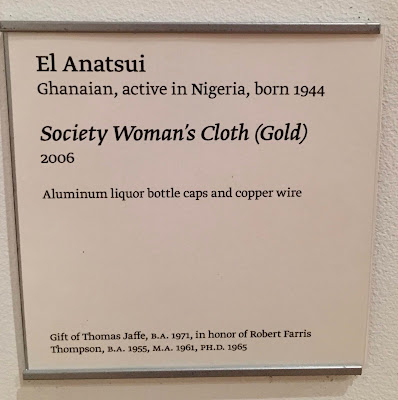 El Anatsui
Ghanaian, active in Nigeria, born 1944
Society Woman's Cloth (Gold)
2006
Aluminum liquor bottle caps and copper wire
Gift of Thomas Jaffe, B.A. 1971, in honor of Robert Farris
Thompson, B.A. 1955, M.A. 1961, PH.D. 1965